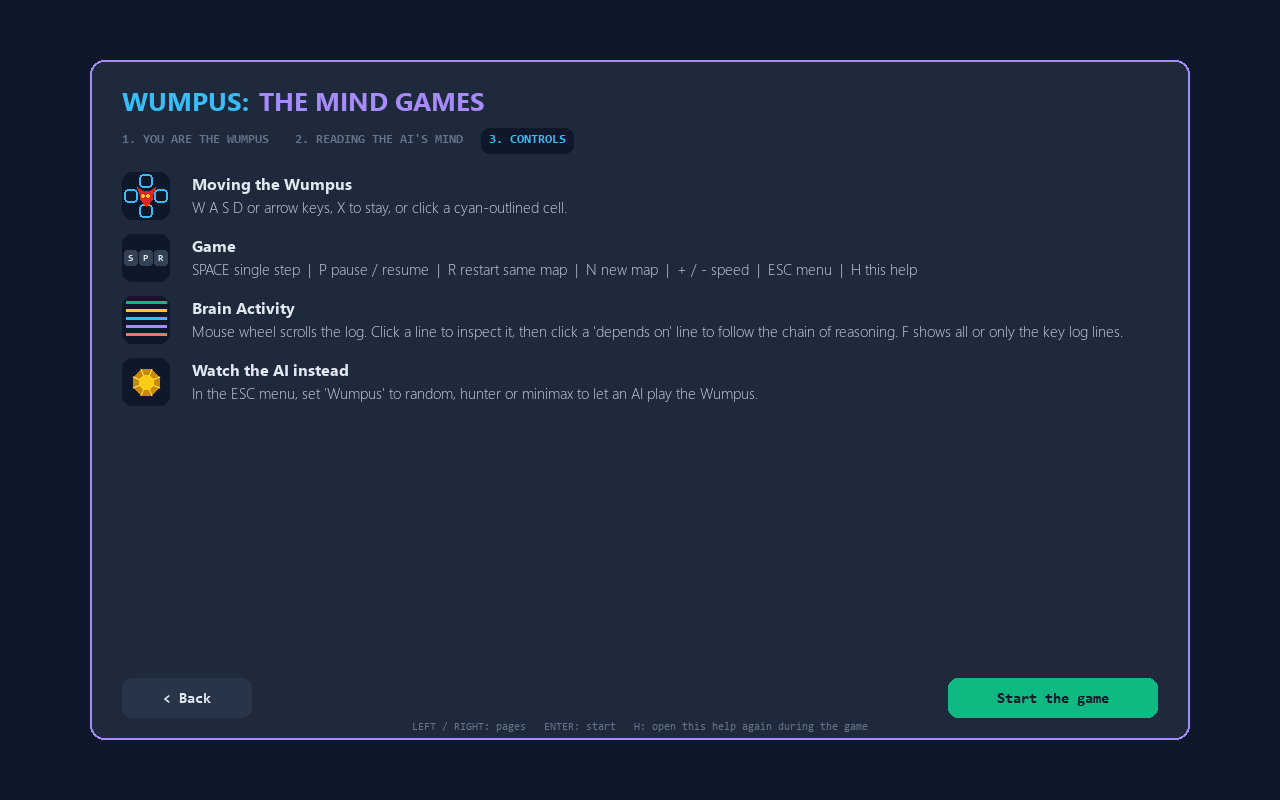 WUMPUS: THE MIND GAMES
1. YOU ARE THE WUMPUS 2. READING THE AI'S MIND 3. CONTROLS
Moving the Wumpus
W A S D or arrow keys, X to stay, or click a cyan-outlined cell.
Game
S P R
SPACE single step | P pause / resume | R restart same map | N new map | + / - speed | ESC menu | H this help
Brain Activity
Mouse wheel scrolls the log. Click a line to inspect it, then click a 'depends on' line to follow the chain of reasoning. F shows all or only the key log lines.
Watch the AI instead
In the ESC menu, set 'Wumpus' to random, hunter or minimax to let an AI play the Wumpus.
< Back
Start the game
LEFT / RIGHT: pages ENTER: start H: open this help again during the game